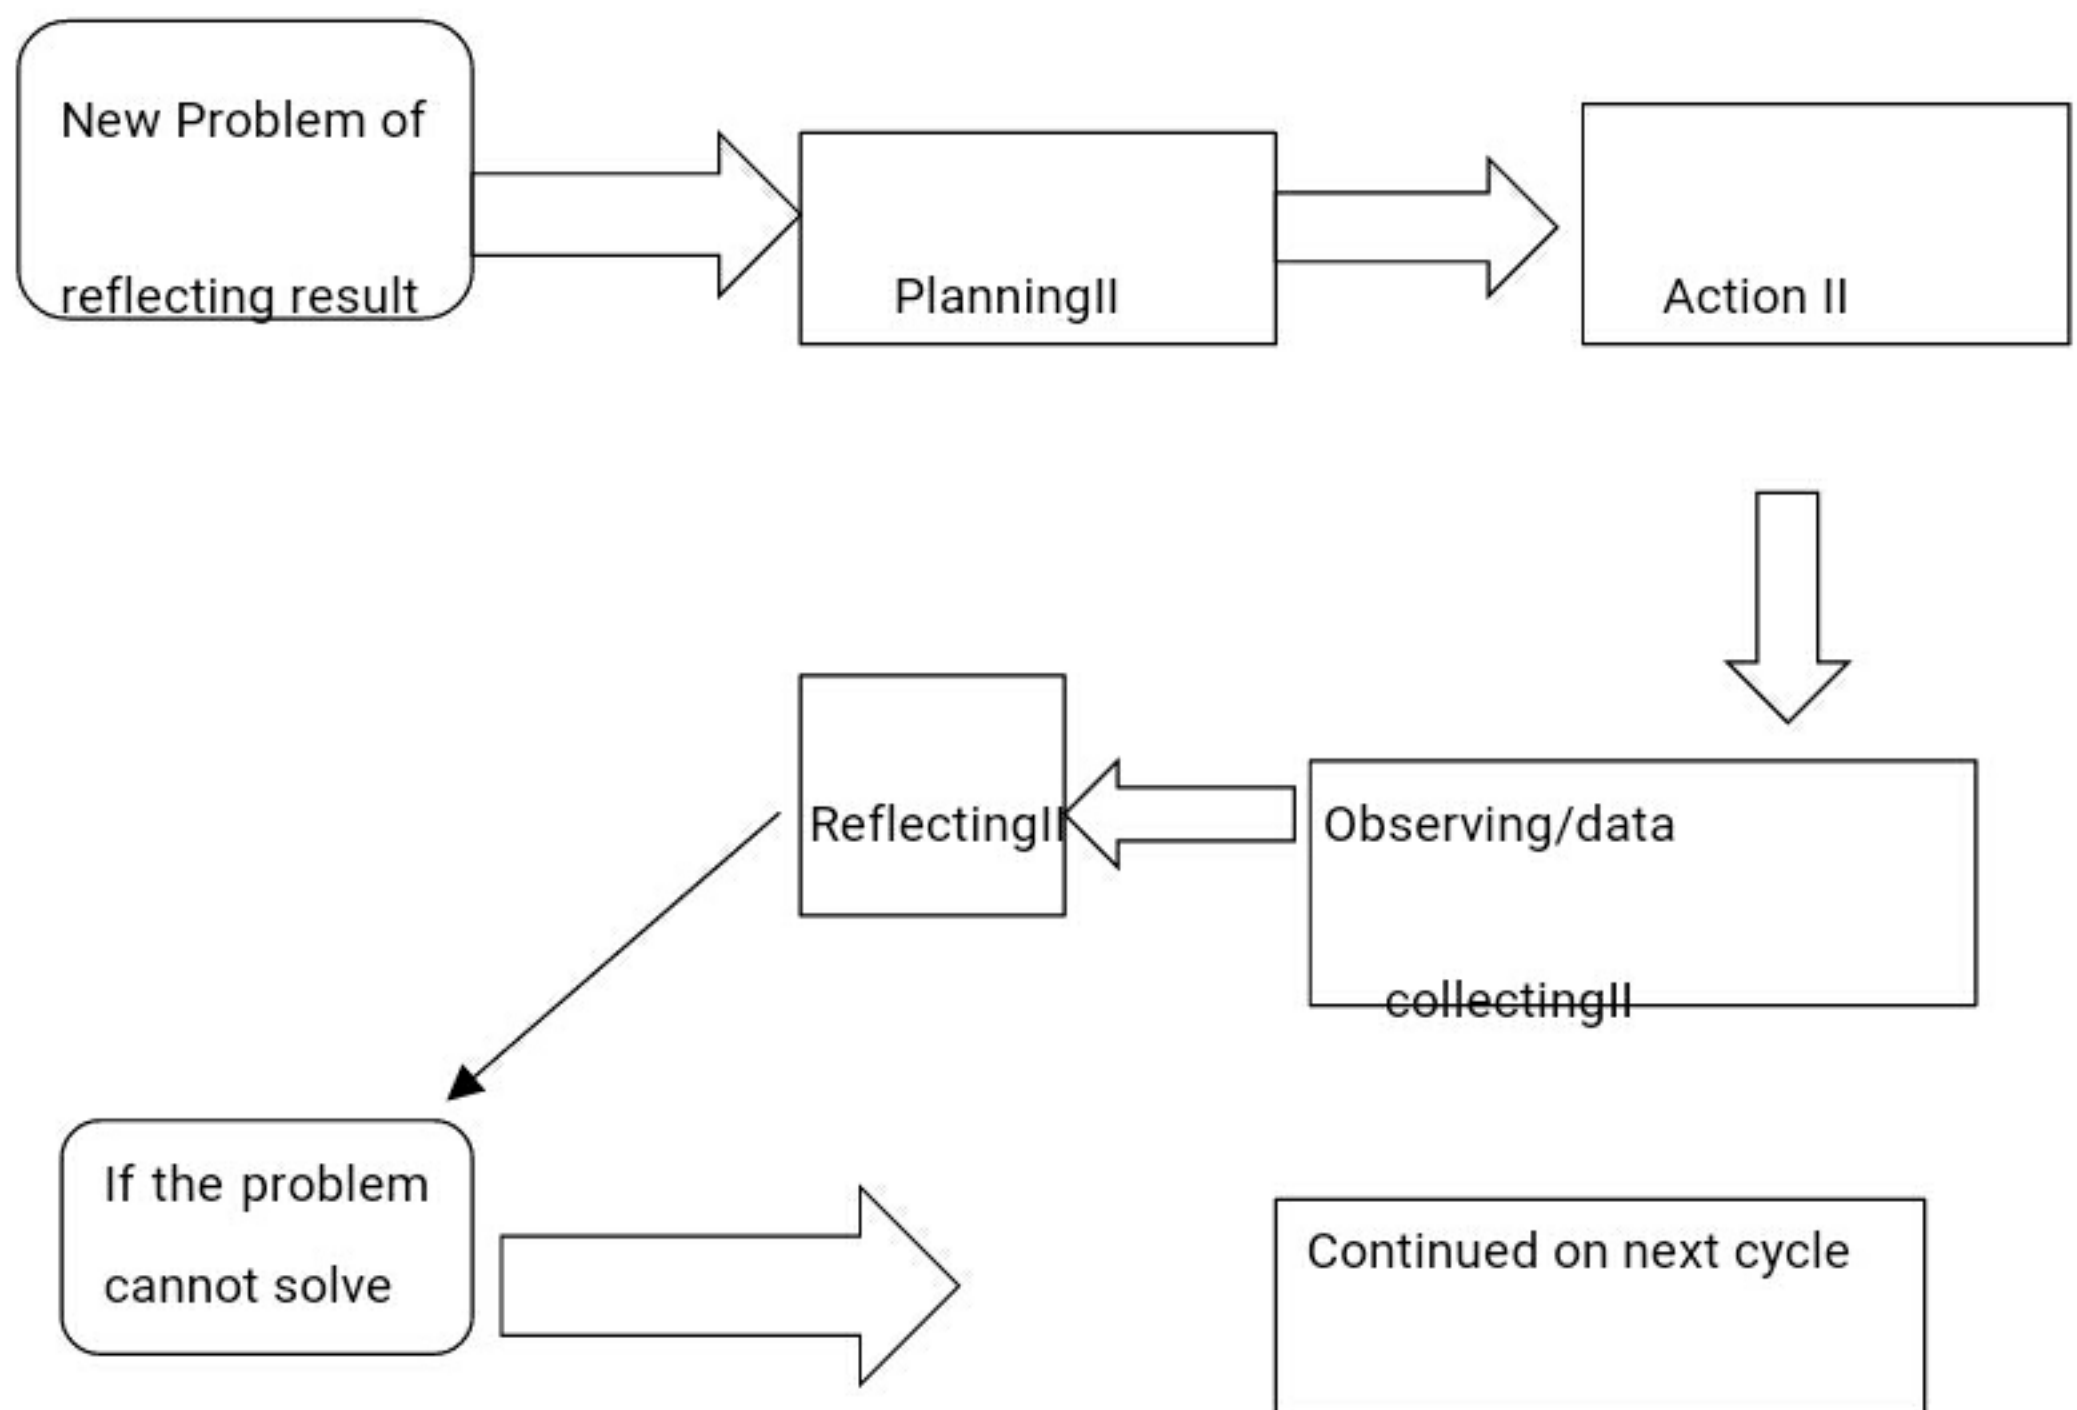 New Problem of
reflecting result
PlanningII
Action II
ReflectingII
Observing/data
collectingII
If the problem
cannot solve
Continued on next cycle